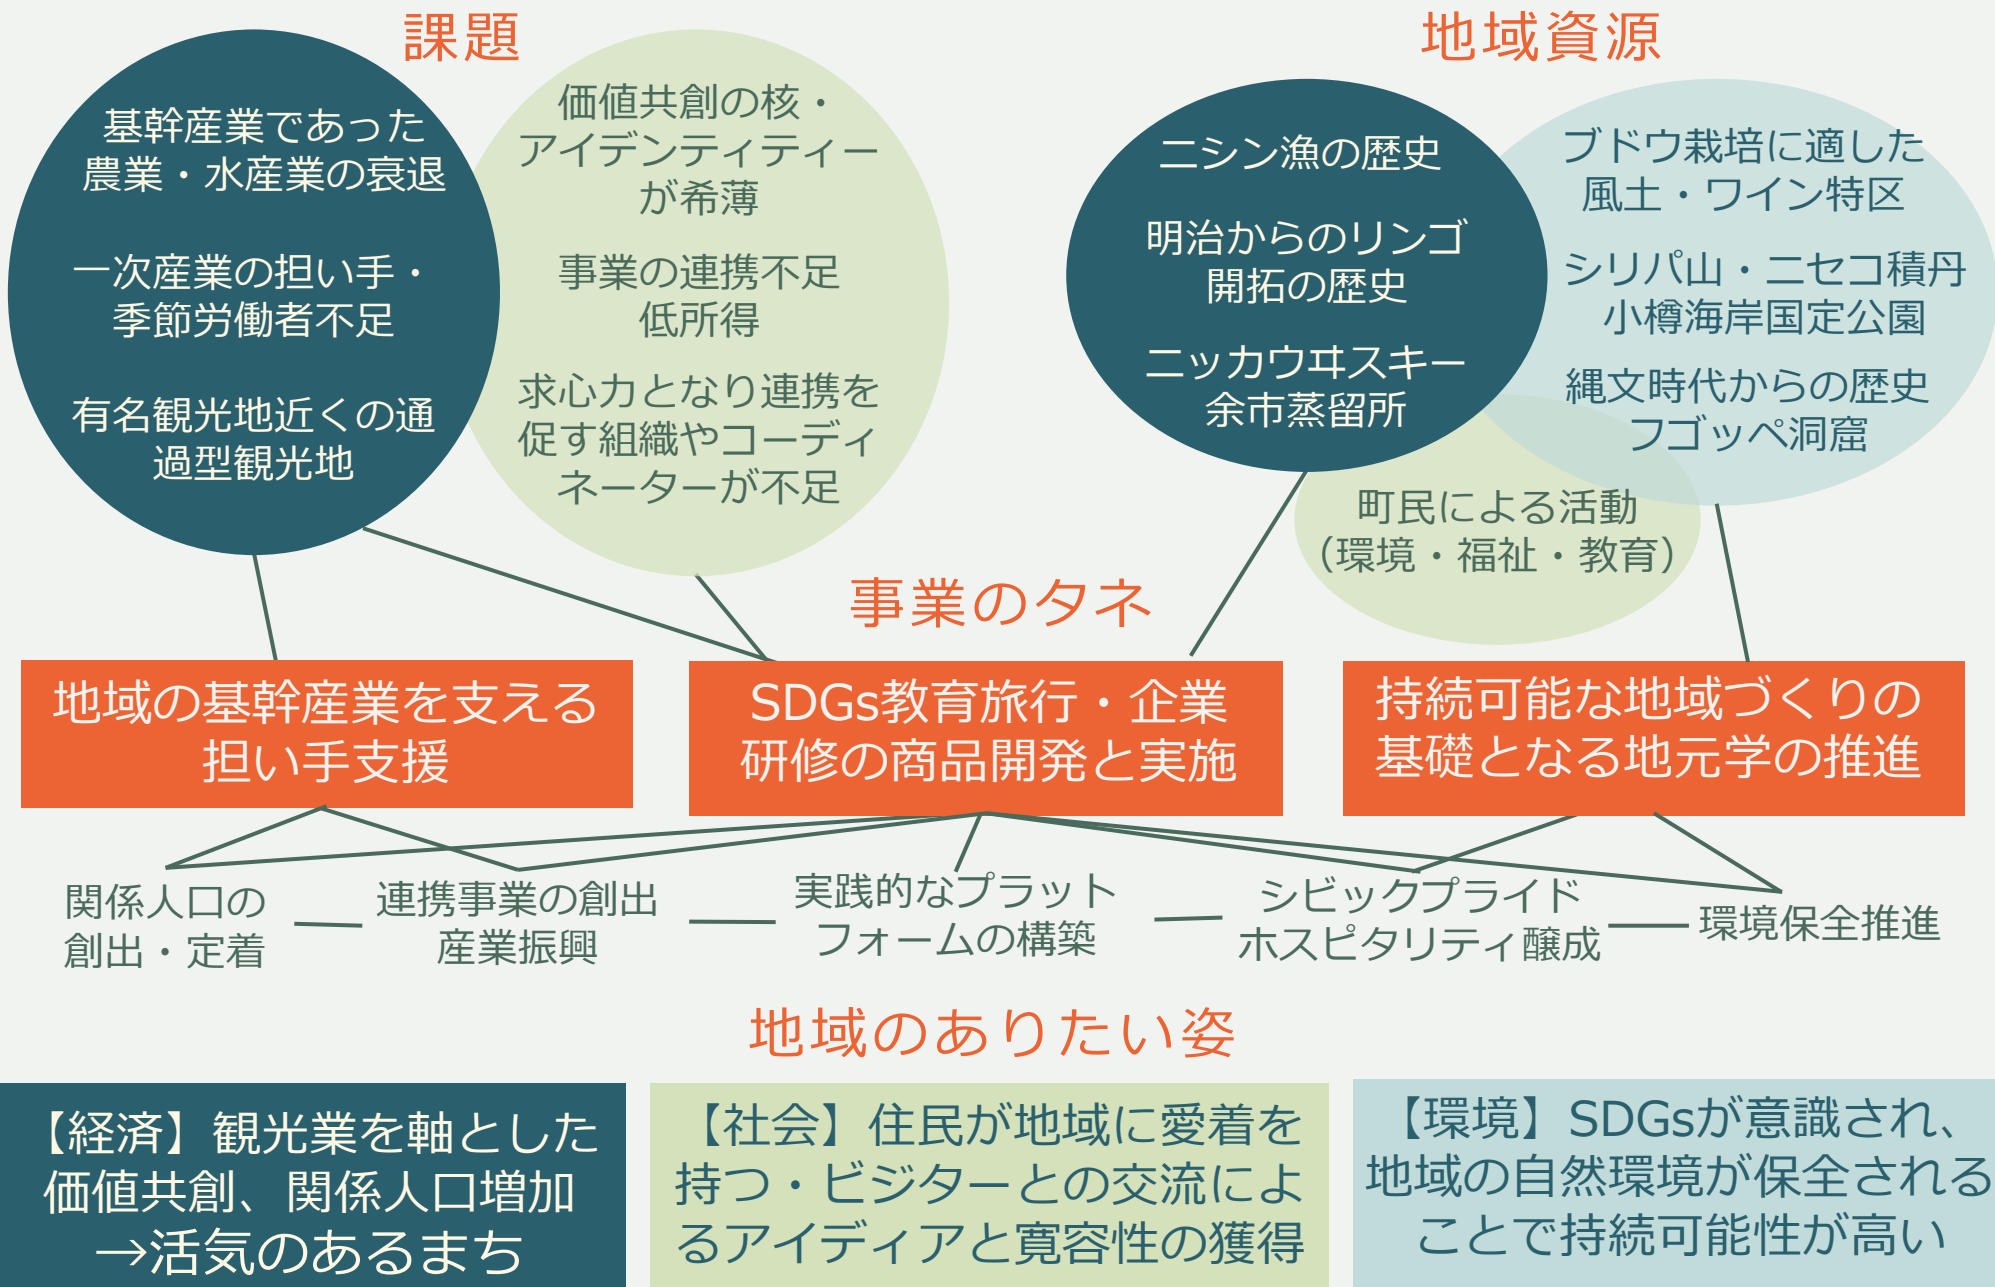 課題
基幹産業であった
農業・水産業の衰退
一次産業の担い手・
季節労働者不足
有名観光地近くの通
過型観光地
価値共創の核・
アイデンティティー
が希薄
事業の連携不足
低所得
求心力となり連携を
促す組織やコーディ
ネーターが不足
地域資源
ニシン漁の歴史
明治からのリンゴ
開拓の歴史
ニッカウヰスキー
余市蒸留所
ブドウ栽培に適した
風土・ワイン特区
シリパ山・ニセコ積丹
小樽海岸国定公園
縄文時代からの歴史
フゴッペ洞窟
町民による活動
（環境・福祉・教育）
事業のタネ
地域の基幹産業を支える
担い手支援
SDGs教育旅行・企業
研修の商品開発と実施
持続可能な地域づくりの
基礎となる地元学の推進
関係人口の
創出・定着
連携事業の創出
産業振興
実践的なプラット
フォームの構築
シビックプライド
ホスピタリティ醸成
環境保全推進
地域のありたい姿
【経済】観光業を軸とした
価値共創、関係人口増加
→活気のあるまち
【社会】住民が地域に愛着を
持つ・ビジターとの交流によ
るアイディアと寛容性の獲得
【環境】SDGsが意識され、
地域の自然環境が保全される
ことで持続可能性が高い